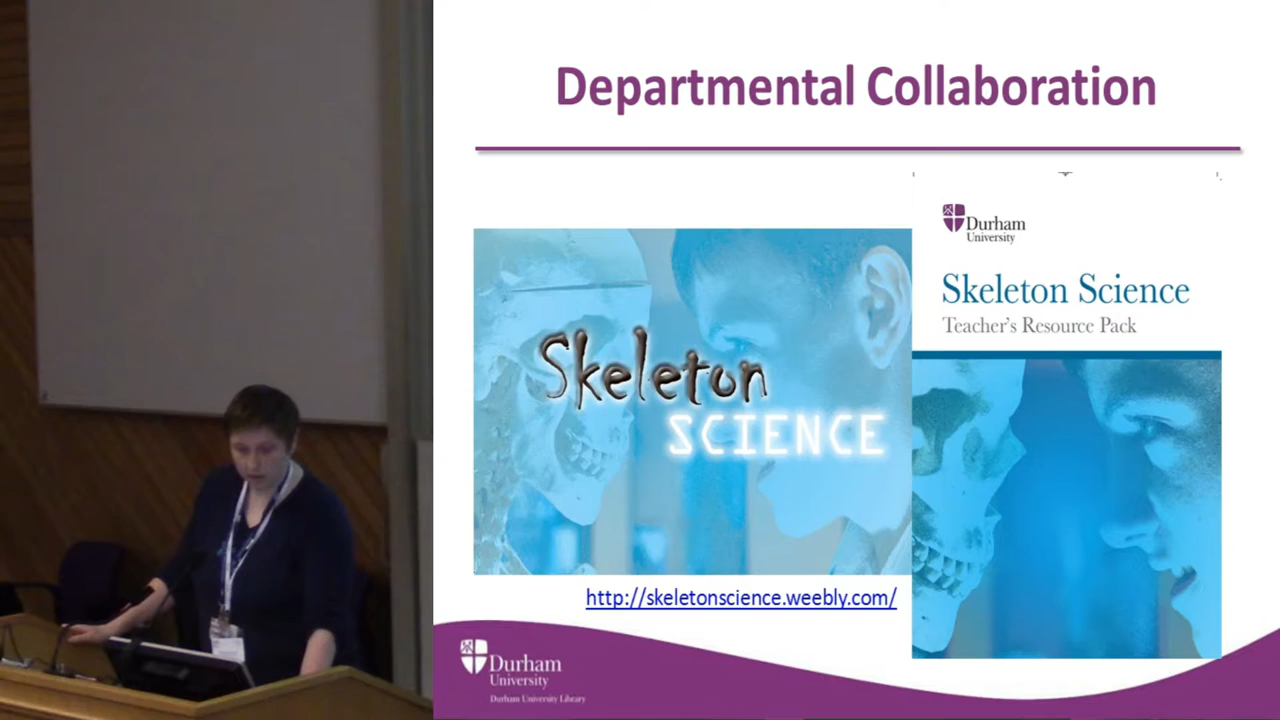 Departmental Collaboration
Durham
University
Skeleton Science
Teacher's Resource Pack
Skeleton
SCIENCE
http://skeletonscience.weebly.com/
Durham
University
Durham University Library